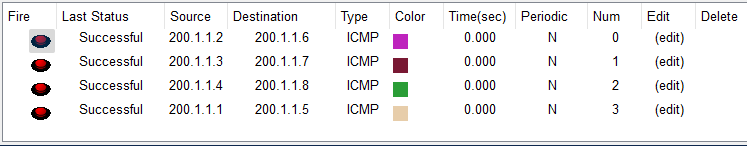 Fire Last Status Source Destination Type Color Time(sec) Periodic Num Edit Delete
Successful 200.1.1.2 200.1.1.6 ICMP 0.000 N 0 (edit)
Successful 200.1.1.3 200.1.1.7 ICMP 0.000 N 1 (edit)
Successful 200.1.1.4 200.1.1.8 ICMP 0.000 N 2 (edit)
Successful 200.1.1.1 200.1.1.5 ICMP 0.000 N 3 (edit)